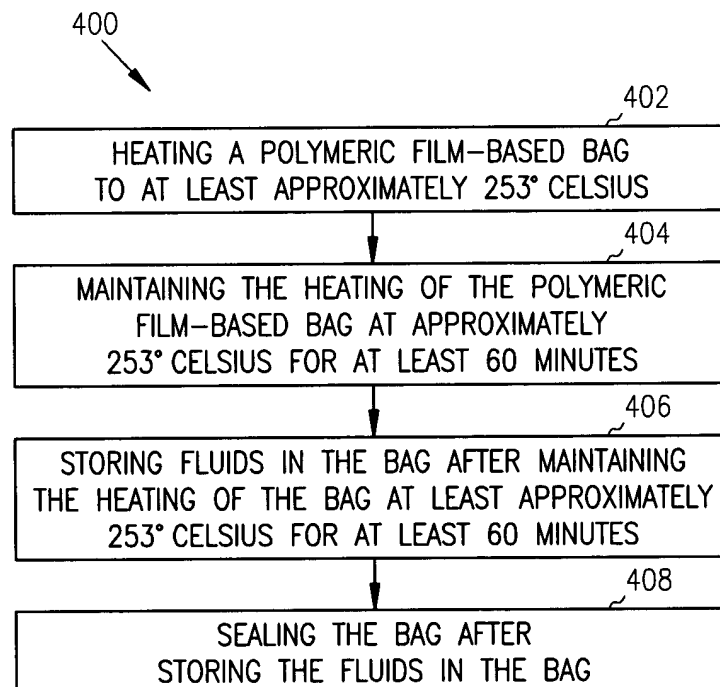 400
402
HEATING A POLYMERIC FILM-BASED BAG
TO AT LEAST APPROXIMATELY 253° CELSIUS
404
MAINTAINING THE HEATING OF THE POLYMERIC
FILM-BASED BAG AT APPROXIMATELY
253° CELSIUS FOR AT LEAST 60 MINUTES
406
STORING FLUIDS IN THE BAG AFTER MAINTAINING
THE HEATING OF THE BAG AT LEAST APPROXIMATELY
253° CELSIUS FOR AT LEAST 60 MINUTES
408
SEALING THE BAG AFTER
STORING THE FLUIDS IN THE BAG